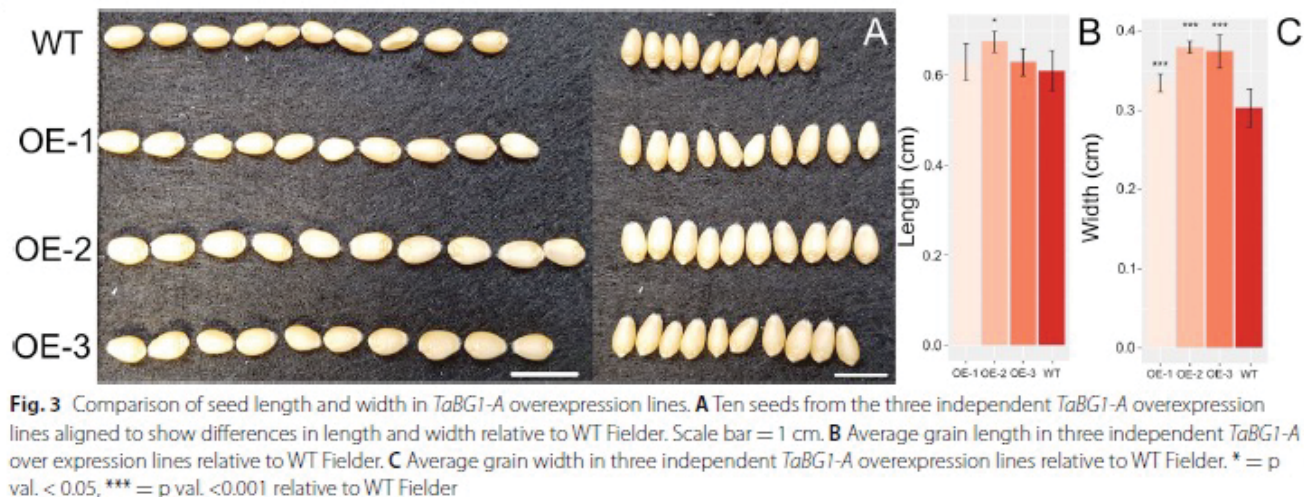 WT
OE-1
OE-2
OE-3
A
B
Length (cm)
0.6
0.4
0.2
0.0
*
OE-1 OE-2 OE-3 WT
C
Width (cm)
0.4
0.3
0.2
0.1
0.0
*** *** ***
OE-1 OE-2 OE-3 WT
Fig. 3 Comparison of seed length and width in TaBG1-A overexpression lines. A Ten seeds from the three independent TaBG1-A overexpression
lines aligned to show differences in length and width relative to WT Fielder. Scale bar = 1 cm. B Average grain length in three independent TaBG1-A
over expression lines relative to WT Fielder. C Average grain width in three independent TaBG1-A overexpression lines relative to WT Fielder. * = p
val. < 0.05, *** = p val. <0.001 relative to WT Fielder